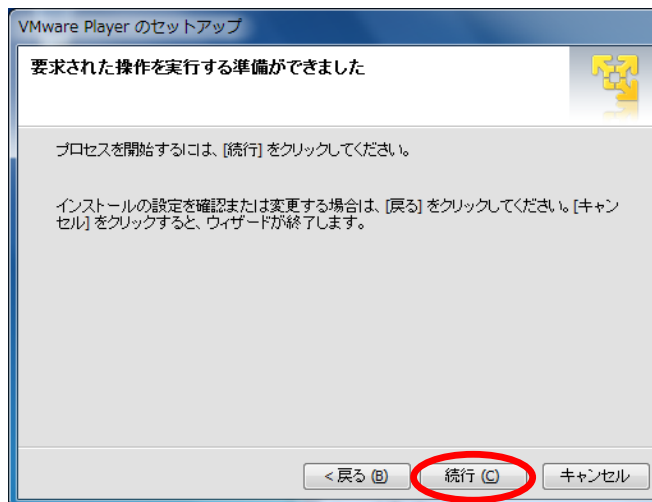 VMware Player のセットアップ
要求された操作を実行する準備ができました
プロセスを開始するには、[続行] をクリックしてください。
インストールの設定を確認または変更する場合は、[戻る] をクリックしてください。[キャン
セル] をクリックすると、ウィザードが終了します。
< 戻る (B) 続行 (C) キャンセル